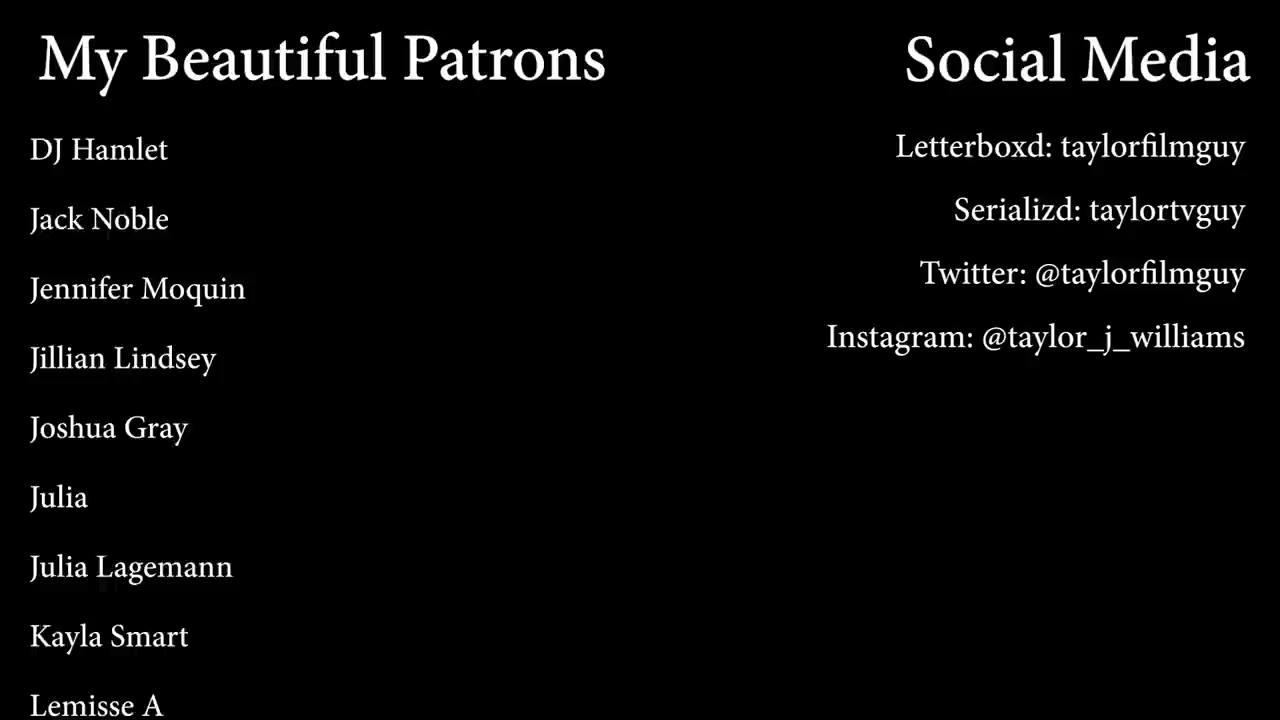 My Beautiful Patrons
DJ Hamlet
Jack Noble
Jennifer Moquin
Jillian Lindsey
Joshua Gray
Julia
Julia Lagemann
Kayla Smart
Lemisse A
Social Media
Letterboxd: taylorfilmguy
Serializd: taylortvguy
Twitter: @taylorfilmguy
Instagram: @taylor_j_williams